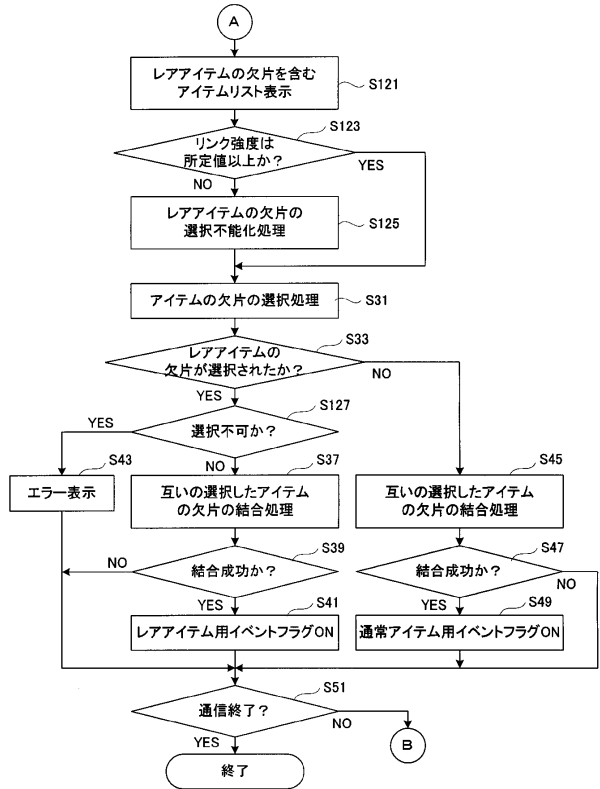 A
レアアイテムの欠片を含む
アイテムリスト表示
S121
S123
リンク強度は
所定値以上か?
YES
NO
レアアイテムの欠片の
選択不能化処理
S125
アイテムの欠片の選択処理
S31
S33
レアアイテムの
欠片が選択されたか?
NO
YES
S127
YES
選択不可か?
S43
NO
S37
S45
エラー表示
互いの選択したアイテム
の欠片の結合処理
互いの選択したアイテム
の欠片の結合処理
S39
S47
NO
結合成功か?
結合成功か?
NO
YES
S41
YES
S49
レアアイテム用イベントフラグON
通常アイテム用イベントフラグON
S51
通信終了?
NO
B
YES
終了